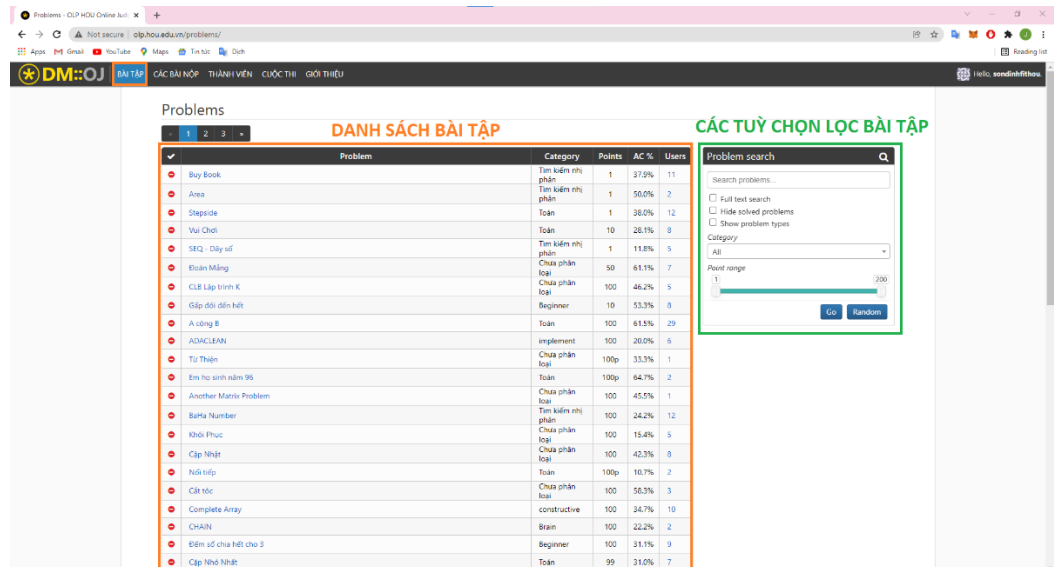 Problems - OLP HOU Online Jud
Not secure | olp.hou.edu.vn/problems/
Apps Gmail YouTube Maps Tin tức Dịch Reading list
DM::OJ BÀI TẬP CÁC BÀI NỘP THÀNH VIÊN CUỘC THI GIỚI THIỆU Hello, sondinhfithou.
Problems
« 1 2 3 »
DANH SÁCH BÀI TẬP
CÁC TUỲ CHỌN LỌC BÀI TẬP
Problem Category Points AC % Users
Buy Book Tìm kiếm nhị phân 1 37.9% 11
Area Tìm kiếm nhị phân 1 50.0% 2
Stepside Toán 1 38.0% 12
Vui Chơi Toán 10 28.1% 8
SEQ - Dãy số Tìm kiếm nhị phân 1 11.8% 5
Đoán Mảng Chưa phân loại 50 61.1% 7
CLB Lập trình K Chưa phân loại 100 46.2% 5
Gấp đôi đến hết Beginner 10 53.3% 8
A cộng B Toán 100 61.5% 29
ADACLEAN implement 100 20.0% 6
Từ Thiện Chưa phân loại 100p 33.3% 1
Em học sinh năm 96 Toán 100p 64.7% 2
Another Matrix Problem Chưa phân loại 100 45.5% 1
BaHa Number Tìm kiếm nhị phân 100 24.2% 12
Khôi Phục Chưa phân loại 100 15.4% 5
Cập Nhật Chưa phân loại 100 42.3% 8
Nối tiếp Toán 100p 10.7% 2
Cắt tóc Chưa phân loại 100 58.3% 3
Complete Array constructive 100 34.7% 10
CHAIN Brain 100 22.2% 2
Đếm số chia hết cho 3 Beginner 100 31.1% 9
Cặp Nhỏ Nhất Toán 99 31.0% 7
Problem search
Search problems...
Full text search
Hide solved problems
Show problem types
Category
All
Point range
1 200
Go Random